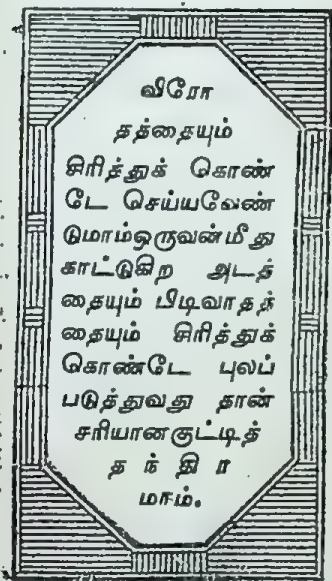 விரோ
தத்தையும்
சிரித்துக் கொண்
டே செய்யவேண்
டுமாம்ஒருவன்மீது
காட்டுகிற அடத்
தையும் பிடிவாதத்
தையும் சிரித்துக்
கொண்டே புலப்
படுத்துவது தான்
சரியானகுட்டித்
த ந் தி ர
மாம்.